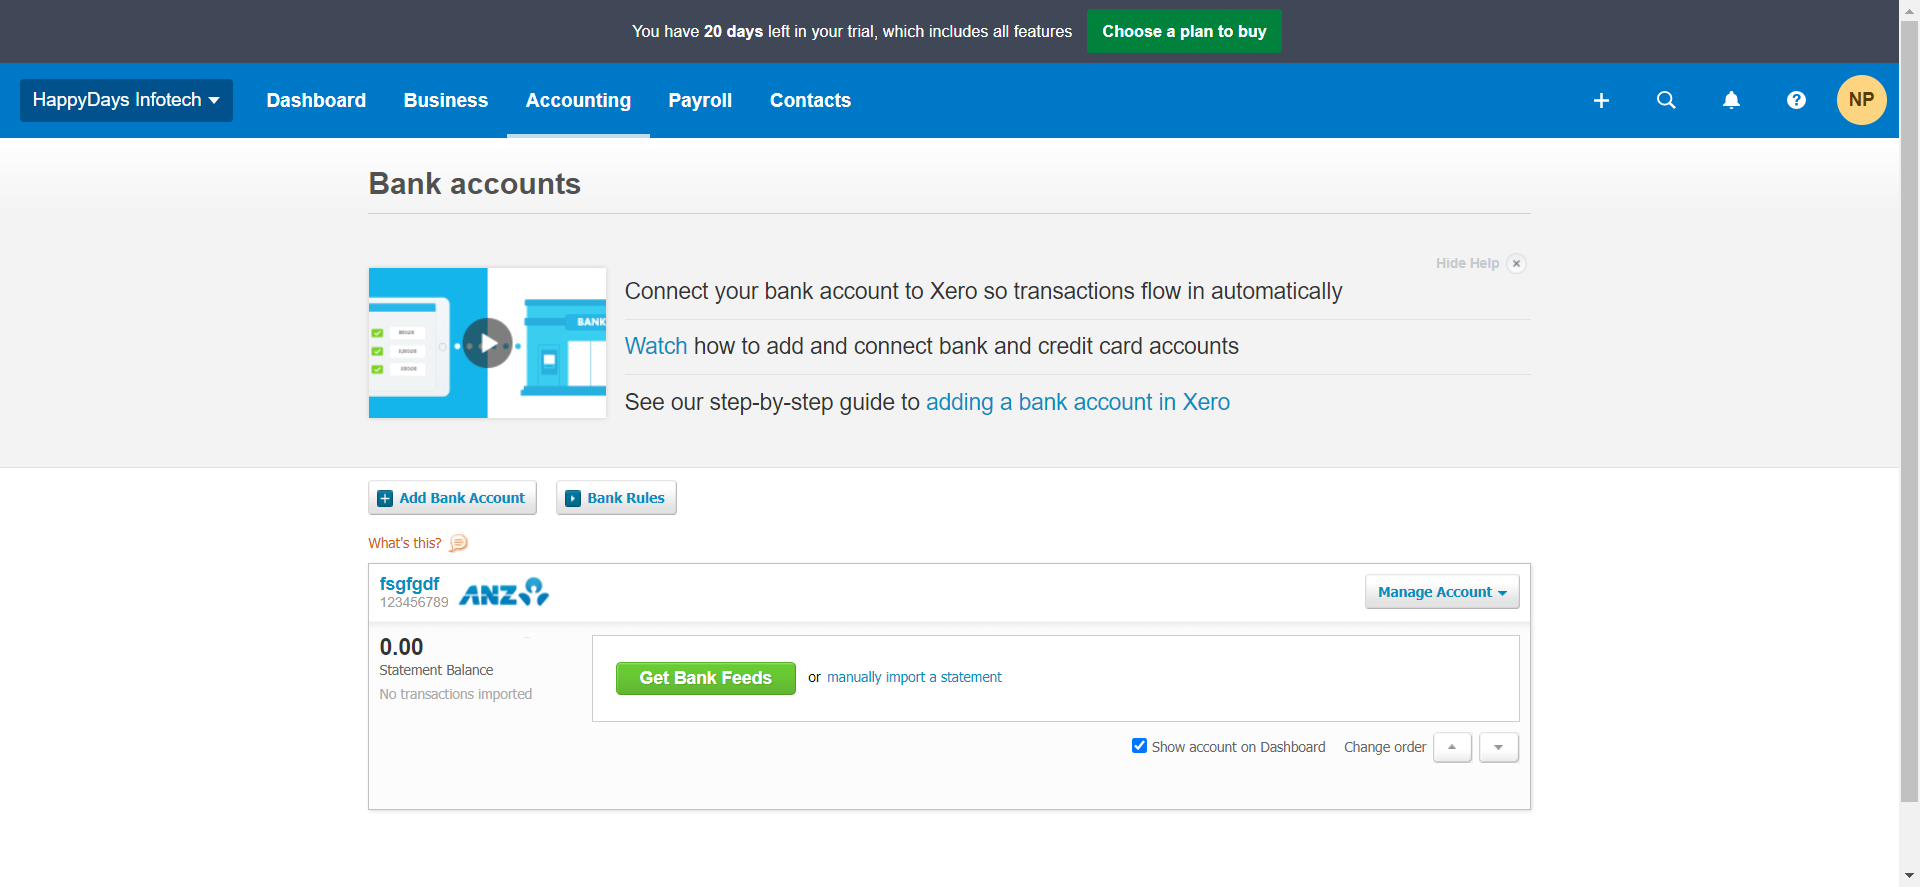 You have 20 days left in your trial, which includes all features Choose a plan to buy
HappyDays Infotech Dashboard Business Accounting Payroll Contacts NP
Bank accounts
Hide Help
Connect your bank account to Xero so transactions flow in automatically
BANK
Watch how to add and connect bank and credit card accounts
See our step-by-step guide to adding a bank account in Xero
Add Bank Account Bank Rules
What's this?
fsgfgdf
123456789
ANZ
Manage Account
0.00
Statement Balance
No transactions imported
Get Bank Feeds or manually import a statement
Show account on Dashboard Change order